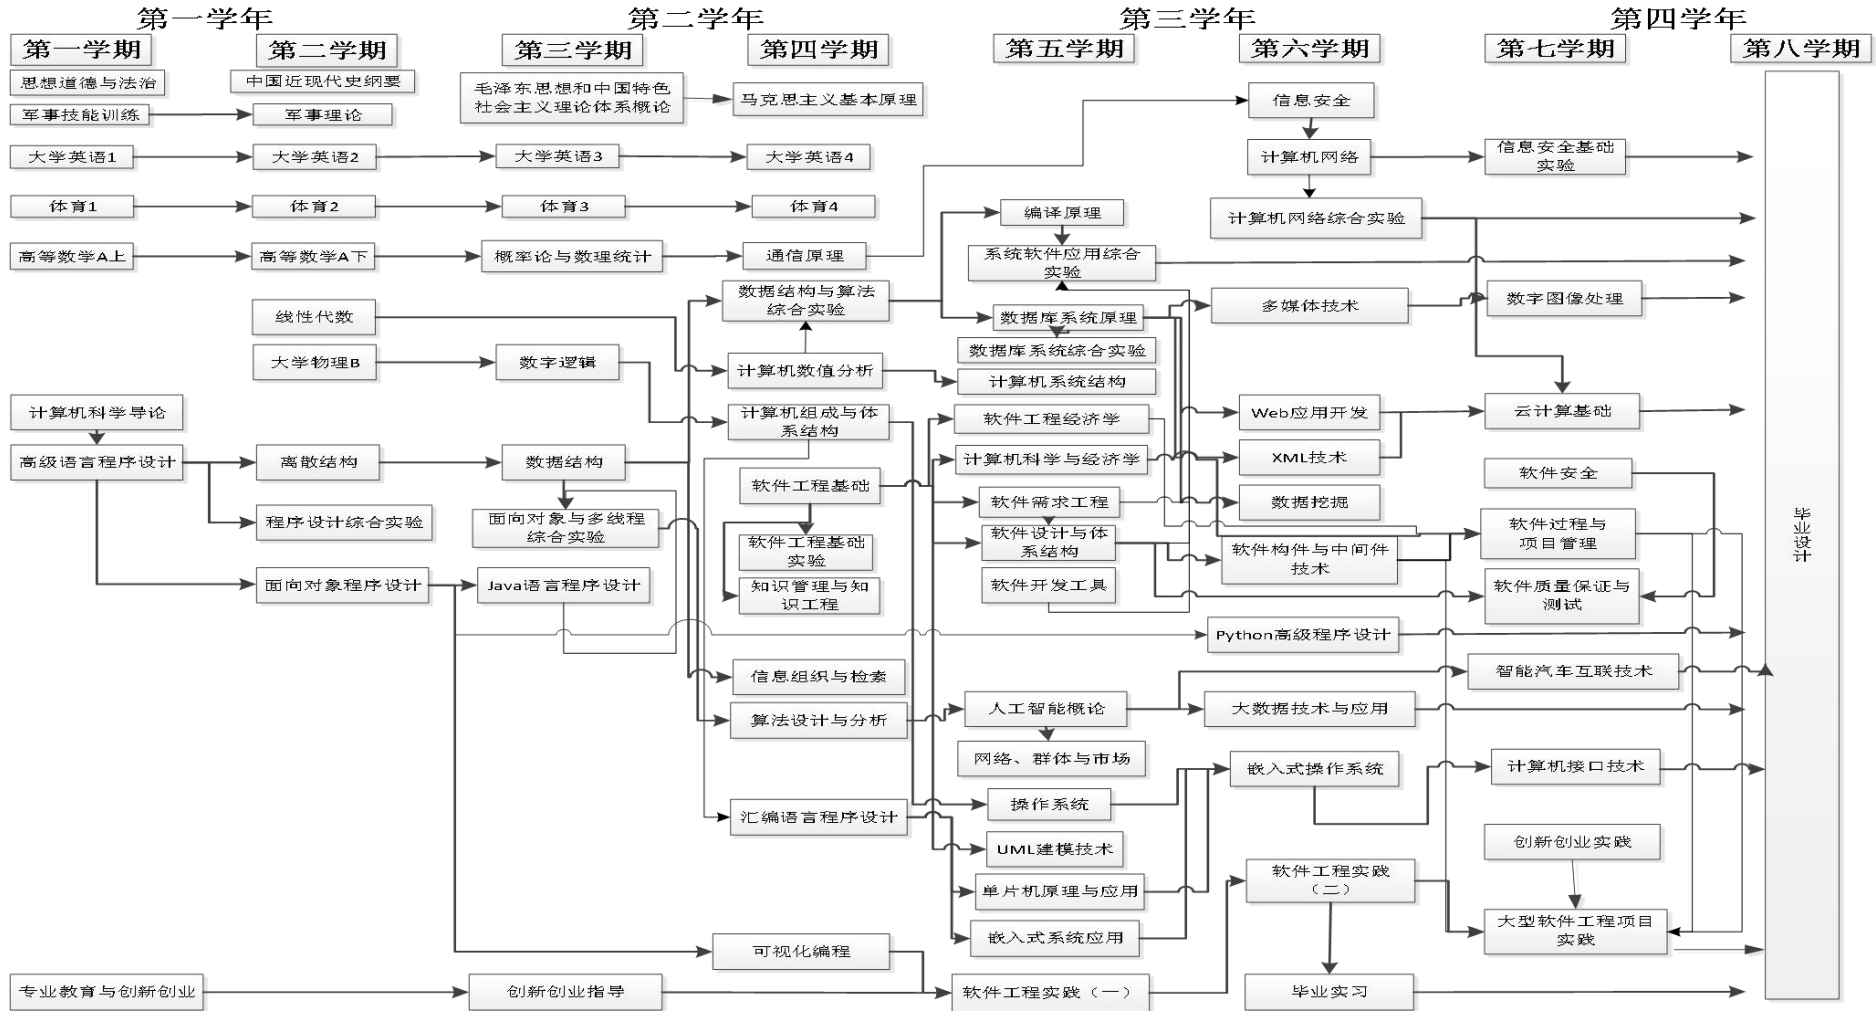 第一学年
第二学年
第三学年
第四学年
第一学期
第二学期
第三学期
第四学期
第五学期
第六学期
第七学期
第八学期
思想道德与法治
军事技能训练
大学英语1
体育1
高等数学A上
计算机科学导论
高级语言程序设计
专业教育与创新创业
中国近现代史纲要
军事理论
大学英语2
体育2
高等数学A下
线性代数
大学物理B
离散结构
程序设计综合实验
面向对象程序设计
毛泽东思想和中国特色
社会主义理论体系概论
大学英语3
体育3
概率论与数理统计
数字逻辑
数据结构
面向对象与多线程
综合实验
Java语言程序设计
创新创业指导
马克思主义基本原理
大学英语4
体育4
通信原理
数据结构与算法
综合实验
计算机数值分析
计算机组成与体
系结构
软件工程基础
软件工程基础
实验
知识管理与知
识工程
信息组织与检索
算法设计与分析
汇编语言程序设计
可视化编程
编译原理
系统软件应用综合
实验
数据库系统原理
数据库系统综合实验
计算机系统结构
软件工程经济学
计算机科学与经济学
软件需求工程
软件设计与体
系结构
软件开发工具
人工智能概论
网络、群体与市场
操作系统
UML建模技术
单片机原理与应用
嵌入式系统应用
软件工程实践（一）
信息安全
计算机网络
计算机网络综合实验
多媒体技术
Web应用开发
XML技术
数据挖掘
软件构件与中间件
技术
Python高级程序设计
大数据技术与应用
嵌入式操作系统
软件工程实践
（二）
毕业实习
信息安全基础
实验
数字图像处理
云计算基础
软件安全
软件过程与
项目管理
软件质量保证与
测试
智能汽车互联技术
计算机接口技术
创新创业实践
大型软件工程项目
实践
毕业设计